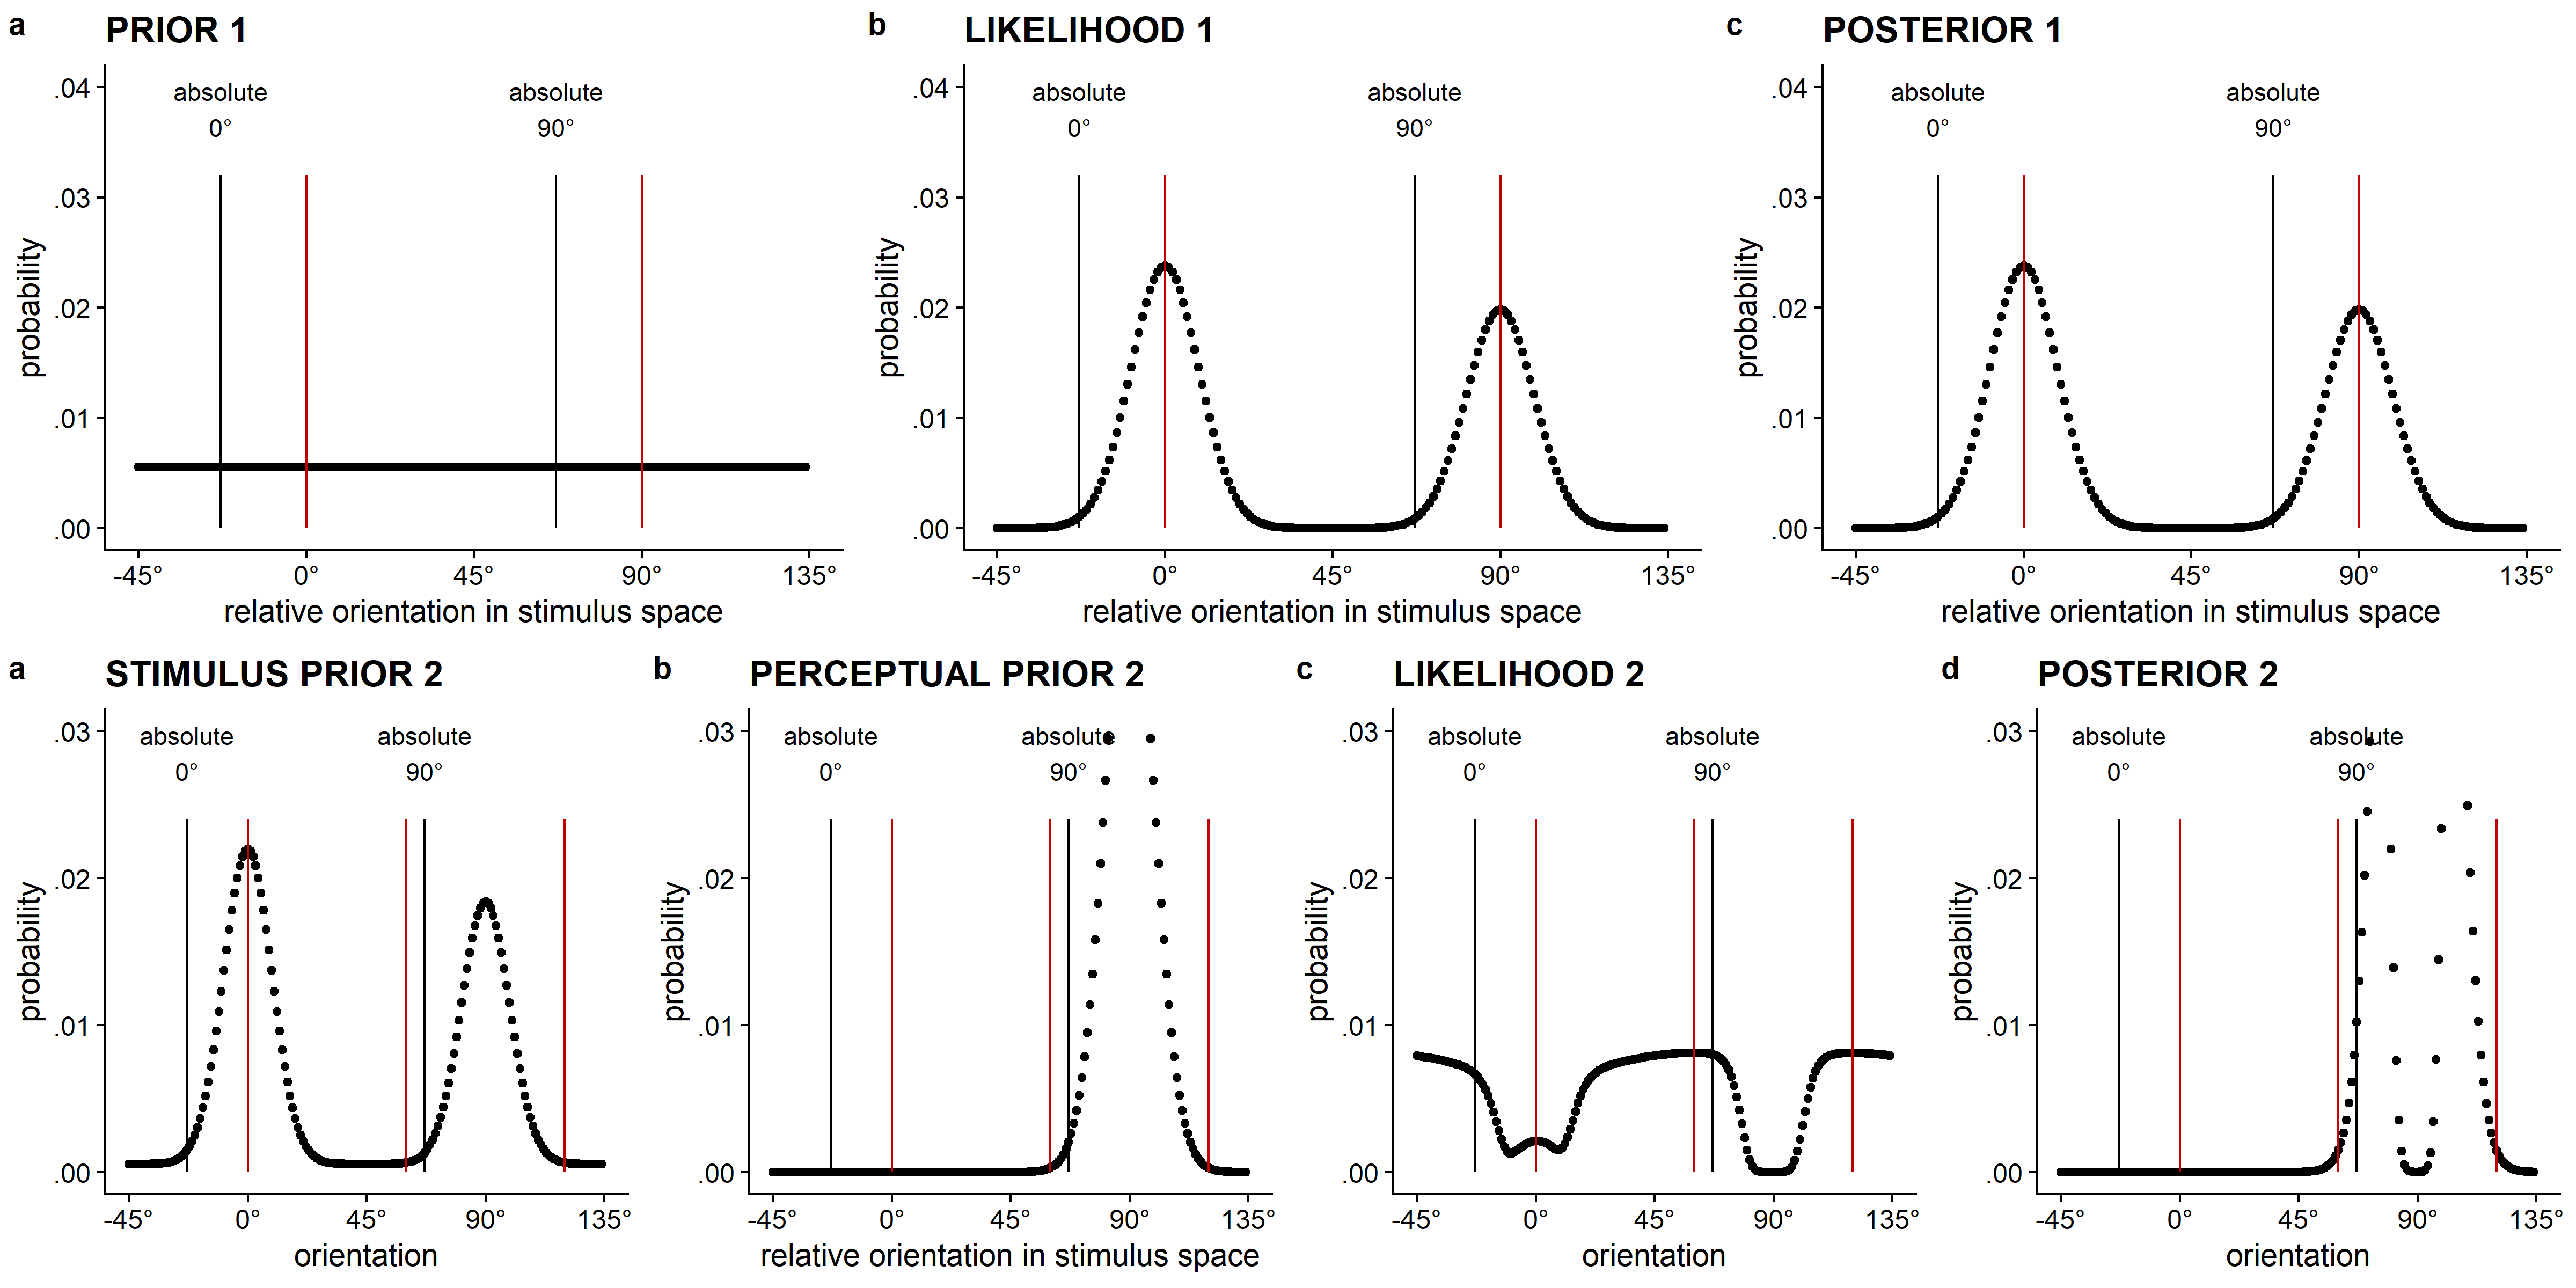 a PRIOR 1
.04
.03
.02
.01
.00
probability
absolute
0°
absolute
90°
-45° 0° 45° 90° 135°
relative orientation in stimulus space
b LIKELIHOOD 1
.04
.03
.02
.01
.00
probability
absolute
0°
absolute
90°
-45° 0° 45° 90° 135°
relative orientation in stimulus space
c POSTERIOR 1
.04
.03
.02
.01
.00
probability
absolute
0°
absolute
90°
-45° 0° 45° 90° 135°
relative orientation in stimulus space
a STIMULUS PRIOR 2
.03
.02
.01
.00
probability
absolute
0°
absolute
90°
-45° 0° 45° 90° 135°
orientation
b PERCEPTUAL PRIOR 2
.03
.02
.01
.00
probability
absolute
0°
absolute
90°
-45° 0° 45° 90° 135°
relative orientation in stimulus space
c LIKELIHOOD 2
.03
.02
.01
.00
probability
absolute
0°
absolute
90°
-45° 0° 45° 90° 135°
orientation
d POSTERIOR 2
.03
.02
.01
.00
probability
absolute
0°
absolute
90°
-45° 0° 45° 90° 135°
orientation